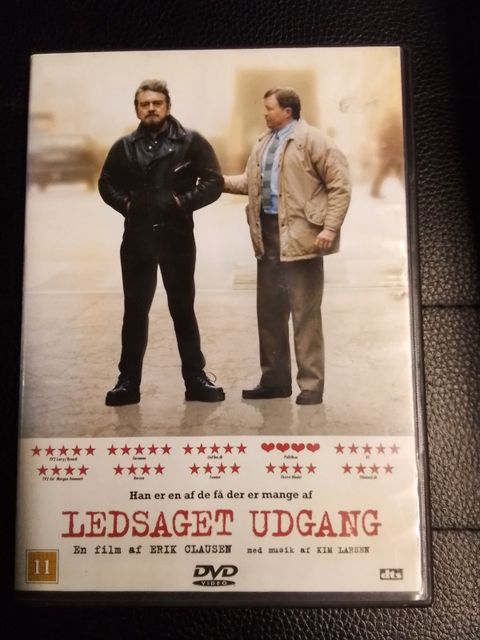 ★★★★★ ★★★★★ ★★★★★ ♥♥♥♥ ★★★★★
Politiken
★★★★ ★★★★ ★★★★ ★★★★ ★★★★
Han er en af de få der er mange af
LEDSAGET UDGANG
En film af ERIK CLAUSEN med musik af KIM LARSEN
11
DVD
VIDEO
dts